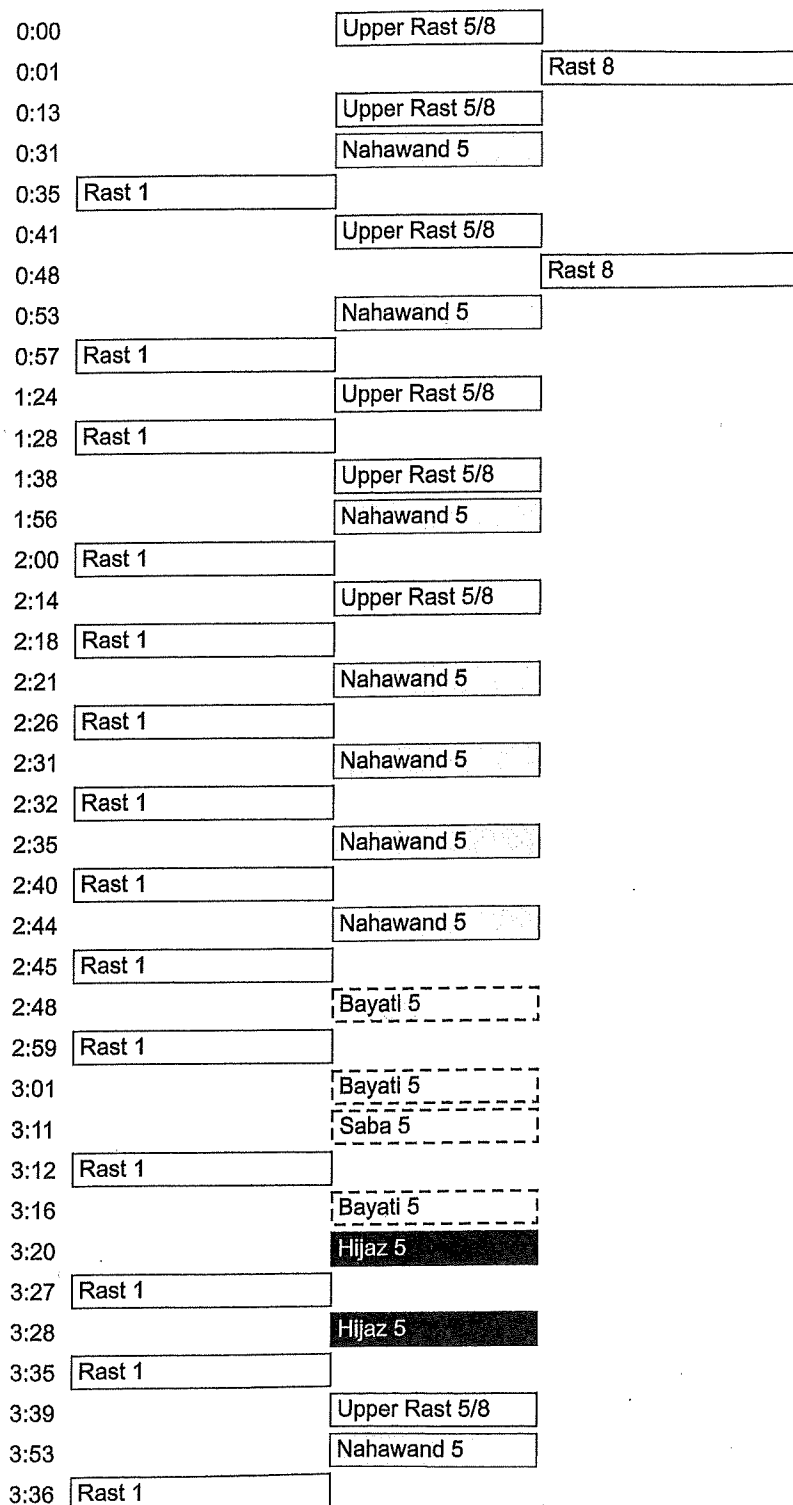 0:00 Upper Rast 5/8
0:01 Rast 8
0:13 Upper Rast 5/8
0:31 Nahawand 5
0:35 Rast 1
0:41 Upper Rast 5/8
0:48 Rast 8
0:53 Nahawand 5
0:57 Rast 1
1:24 Upper Rast 5/8
1:28 Rast 1
1:38 Upper Rast 5/8
1:56 Nahawand 5
2:00 Rast 1
2:14 Upper Rast 5/8
2:18 Rast 1
2:21 Nahawand 5
2:26 Rast 1
2:31 Nahawand 5
2:32 Rast 1
2:35 Nahawand 5
2:40 Rast 1
2:44 Nahawand 5
2:45 Rast 1
2:48 Bayati 5
2:59 Rast 1
3:01 Bayati 5
3:11 Saba 5
3:12 Rast 1
3:16 Bayati 5
3:20 Hijaz 5
3:27 Rast 1
3:28 Hijaz 5
3:35 Rast 1
3:39 Upper Rast 5/8
3:53 Nahawand 5
3:36 Rast 1